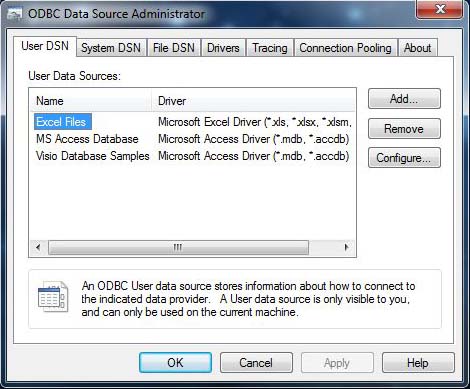 ODBC Data Source Administrator
User DSN System DSN File DSN Drivers Tracing Connection Pooling About
User Data Sources:
Name Driver
Add...
Excel Files Microsoft Excel Driver (*.xls, *.xlsx, *.xlsm,
Remove
MS Access Database Microsoft Access Driver (*.mdb, *.accdb)
Visio Database Samples Microsoft Access Driver (*.mdb, *.accdb)
Configure...
An ODBC User data source stores information about how to connect to
the indicated data provider. A User data source is only visible to you,
and can only be used on the current machine.
OK Cancel Apply Help